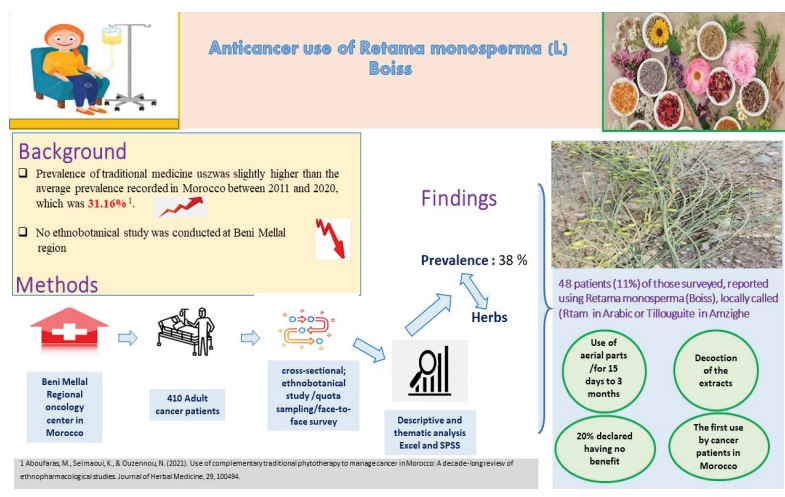 Anticancer use of Retama monosperma (L)
Boiss
Background
❑ Prevalence of traditional medicine uszwas slightly higher than the
average prevalence recorded in Morocco between 2011 and 2020,
which was 31.16% 1.
❑ No ethnobotanical study was conducted at Beni Mellal
region
Methods
Beni Mellal
Regional
oncology
center in
Morocco
410 Adult
cancer patients
cross-sectional;
ethnobotanical
study /quota
sampling/face-to-
face survey
Descriptive and
thematic analysis
Excel and SPSS
Findings
Prevalence : 38 %
Herbs
48 patients (11%) of those surveyed, reported
using Retama monosperma (Boiss), locally called
(Rtam in Arabic or Tillouguite in Amzighe
Use of
aerial parts
/for 15
days to 3
months
Decoction
of the
extracts
20% declared
having no
benefit
The first use
by cancer
patients in
Morocco
1 Aboufaras, M., Selmaoui, K., & Ouzennou, N. (2021). Use of complementary traditional phytotherapy to manage cancer in Morocco: A decade-long review of
ethnopharmacological studies. Journal of Herbal Medicine, 29, 100494.